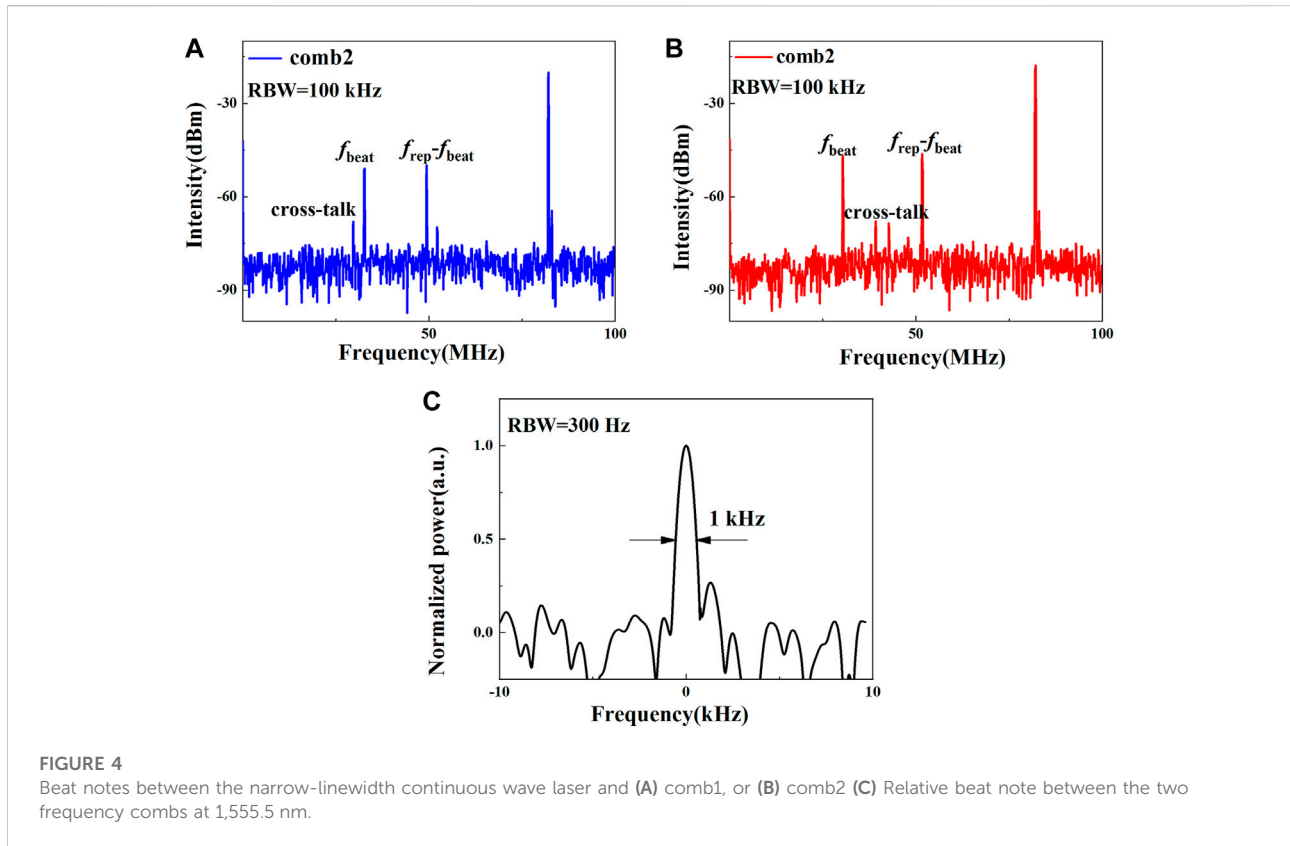 A
comb2
RBW=100 kHz
-30
-60
-90
Intensity(dBm)
fbeat
frep-fbeat
cross-talk
50
100
Frequency(MHz)
B
comb2
RBW=100 kHz
-30
-60
-90
Intensity(dBm)
fbeat
frep-fbeat
cross-talk
50
100
Frequency(MHz)
C
RBW=300 Hz
1.0
0.5
0.0
Normalized power(a.u.)
1 kHz
-10
0
10
Frequency(kHz)
FIGURE 4
Beat notes between the narrow-linewidth continuous wave laser and (A) comb1, or (B) comb2 (C) Relative beat note between the two
frequency combs at 1,555.5 nm.